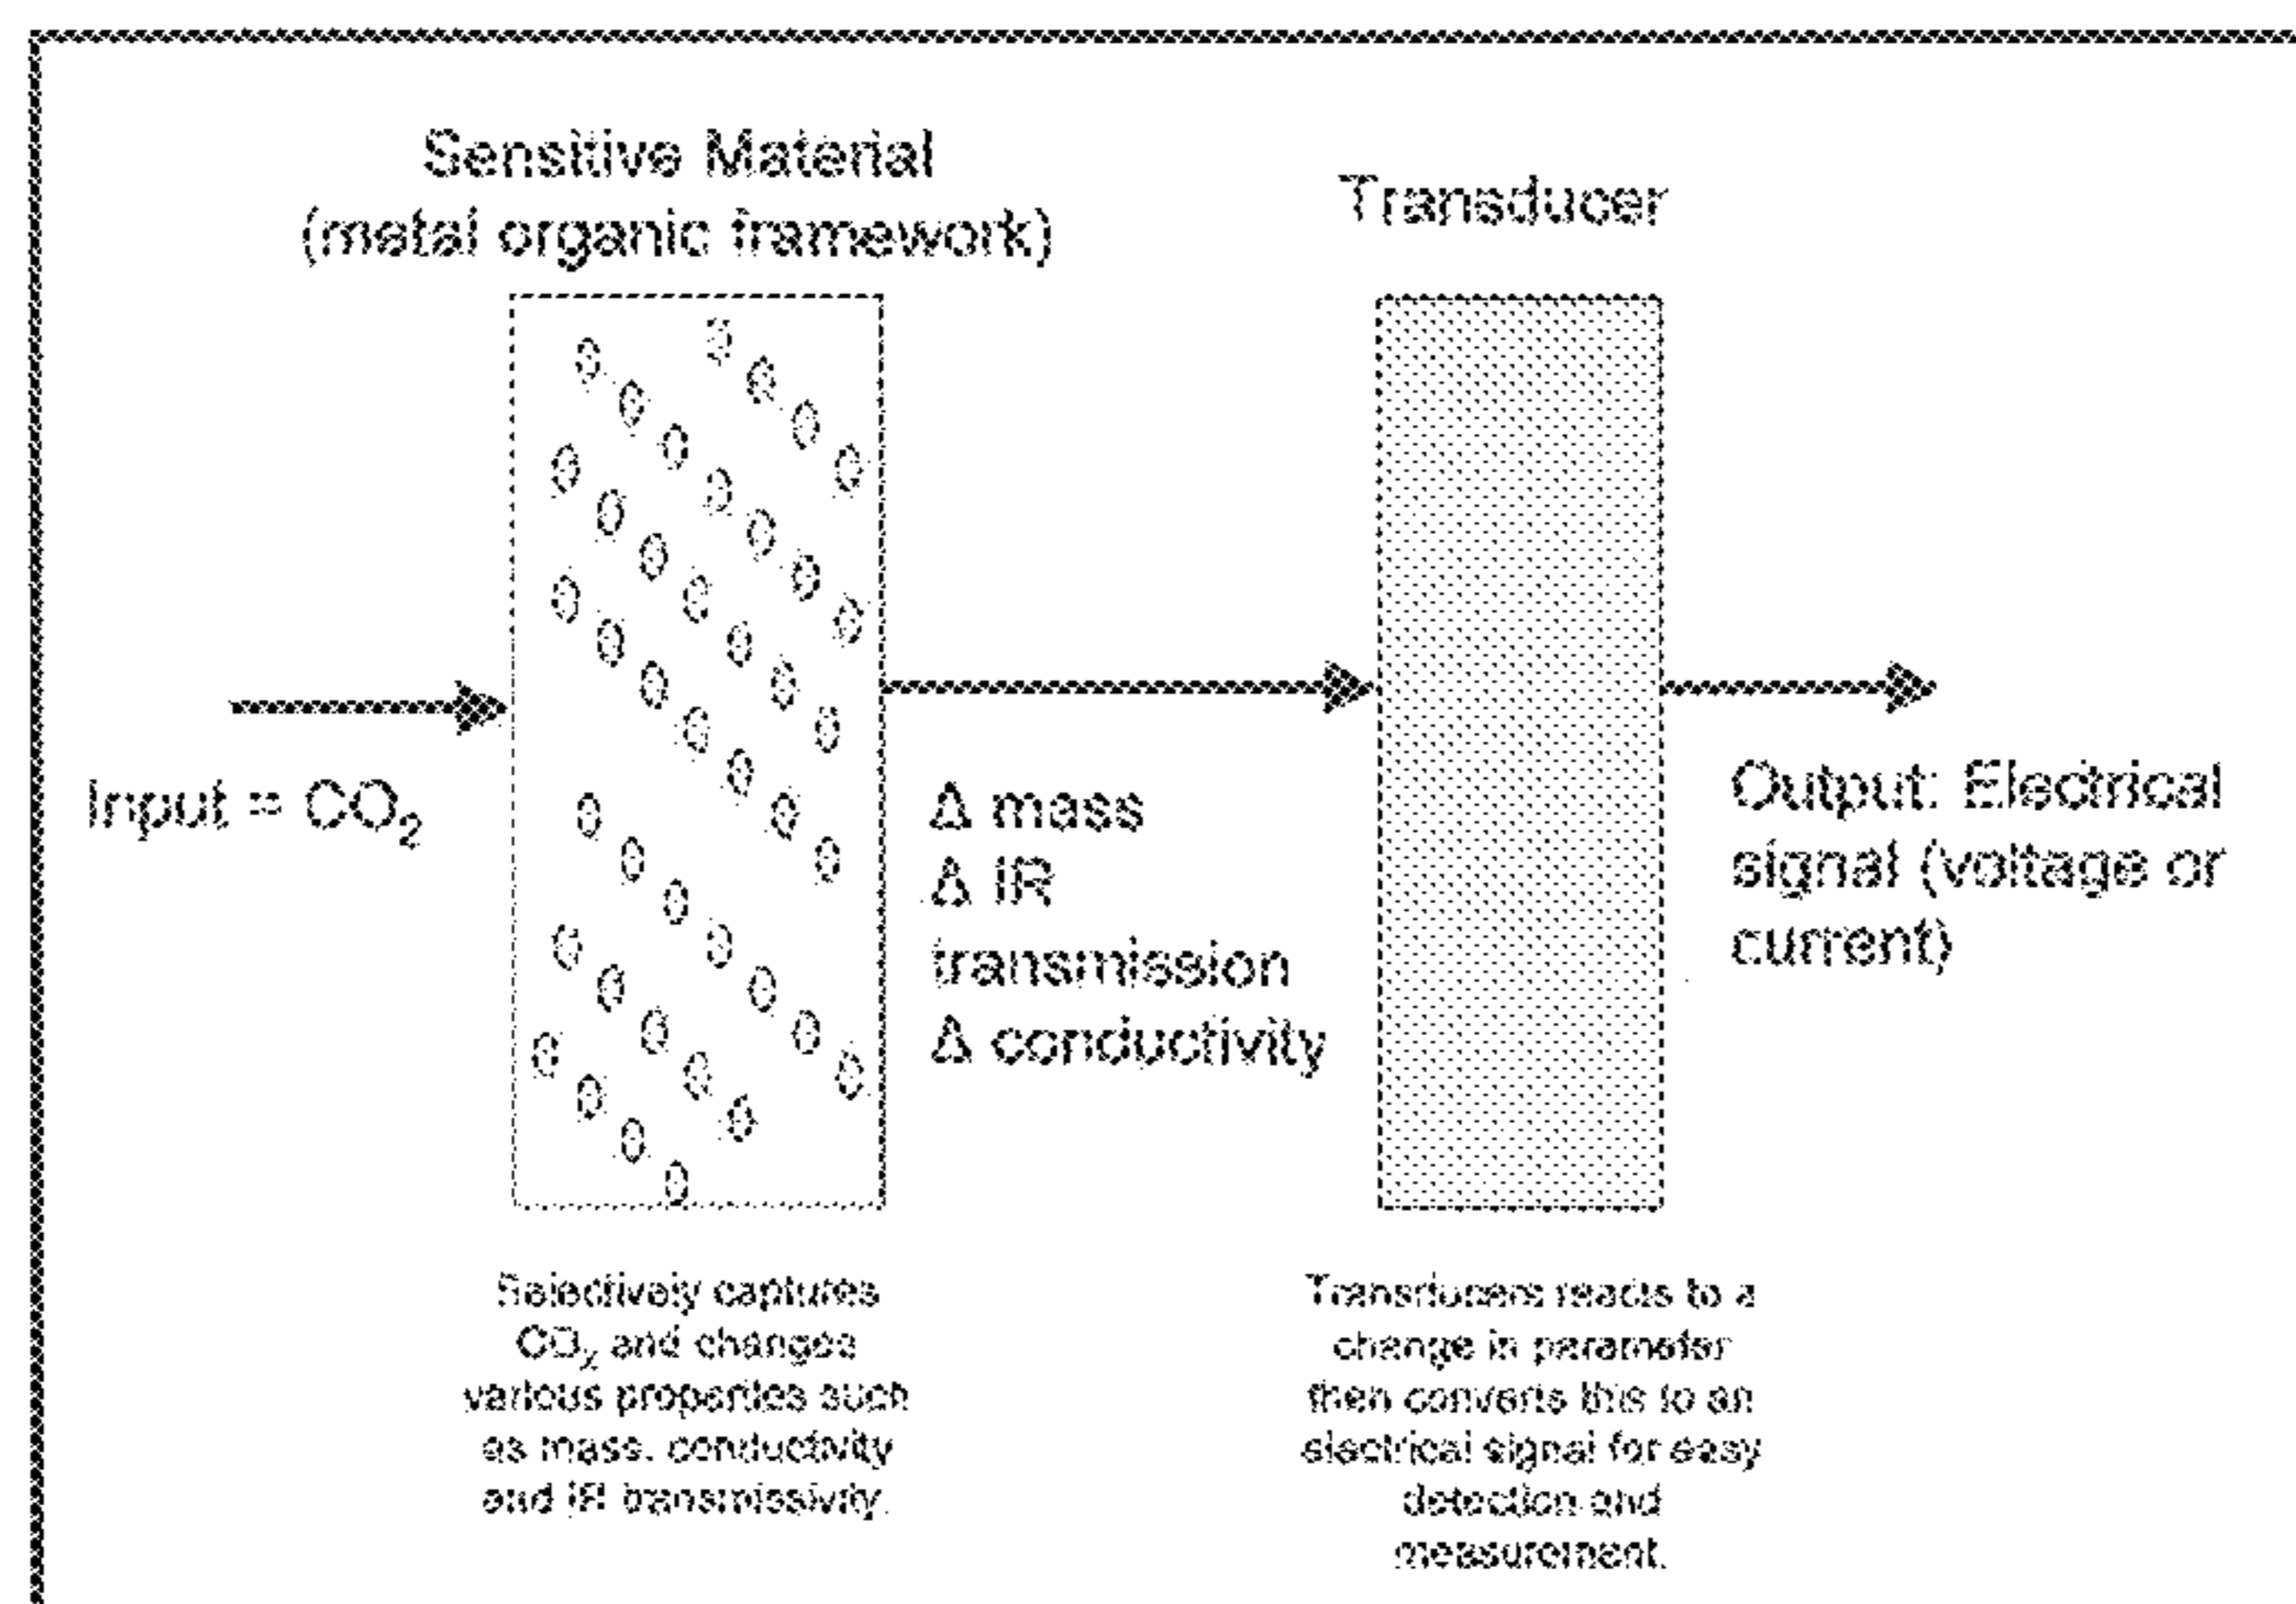 Sensitive Material
(metal organic framework)
Transducer
Input = CO₂
Δ mass
Δ IR
transmission
Δ conductivity
Output: Electrical
signal (voltage or
current)
Selectively captures
CO₂ and changes
various properties such
as mass, conductivity
and IR transmissivity.
Transducers reacts to a
change in parameter
then converts this to an
electrical signal for easy
detection and
measurement.